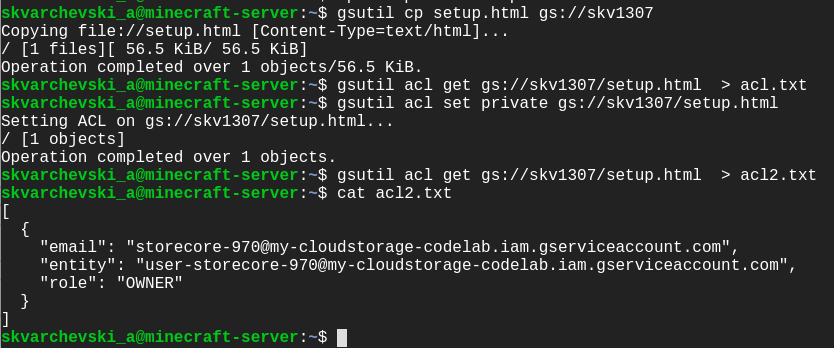 skvarchevski_a@minecraft-server:~$ gsutil cp setup.html gs://skv1307
Copying file://setup.html [Content-Type=text/html]...
/ [1 files][ 56.5 KiB/ 56.5 KiB]
Operation completed over 1 objects/56.5 KiB.
skvarchevski_a@minecraft-server:~$ gsutil acl get gs://skv1307/setup.html  > acl.txt
skvarchevski_a@minecraft-server:~$ gsutil acl set private gs://skv1307/setup.html
Setting ACL on gs://skv1307/setup.html...
/ [1 objects]
Operation completed over 1 objects.
skvarchevski_a@minecraft-server:~$ gsutil acl get gs://skv1307/setup.html  > acl2.txt
skvarchevski_a@minecraft-server:~$ cat acl2.txt
[
  {
    "email": "storecore-970@my-cloudstorage-codelab.iam.gserviceaccount.com",
    "entity": "user-storecore-970@my-cloudstorage-codelab.iam.gserviceaccount.com",
    "role": "OWNER"
  }
]
skvarchevski_a@minecraft-server:~$